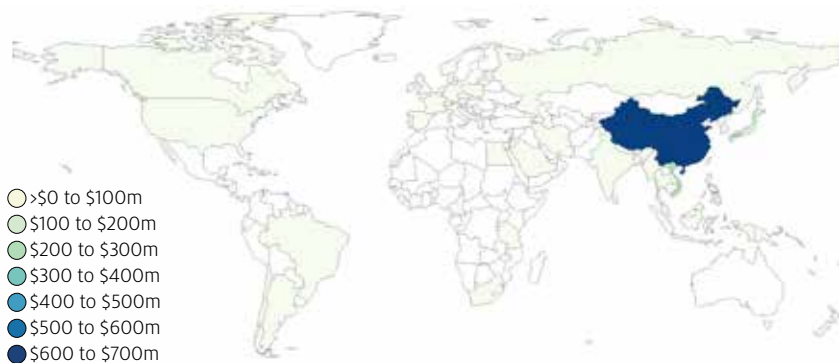 >$0 to $100m
$100 to $200m
$200 to $300m
$300 to $400m
$400 to $500m
$500 to $600m
$600 to $700m